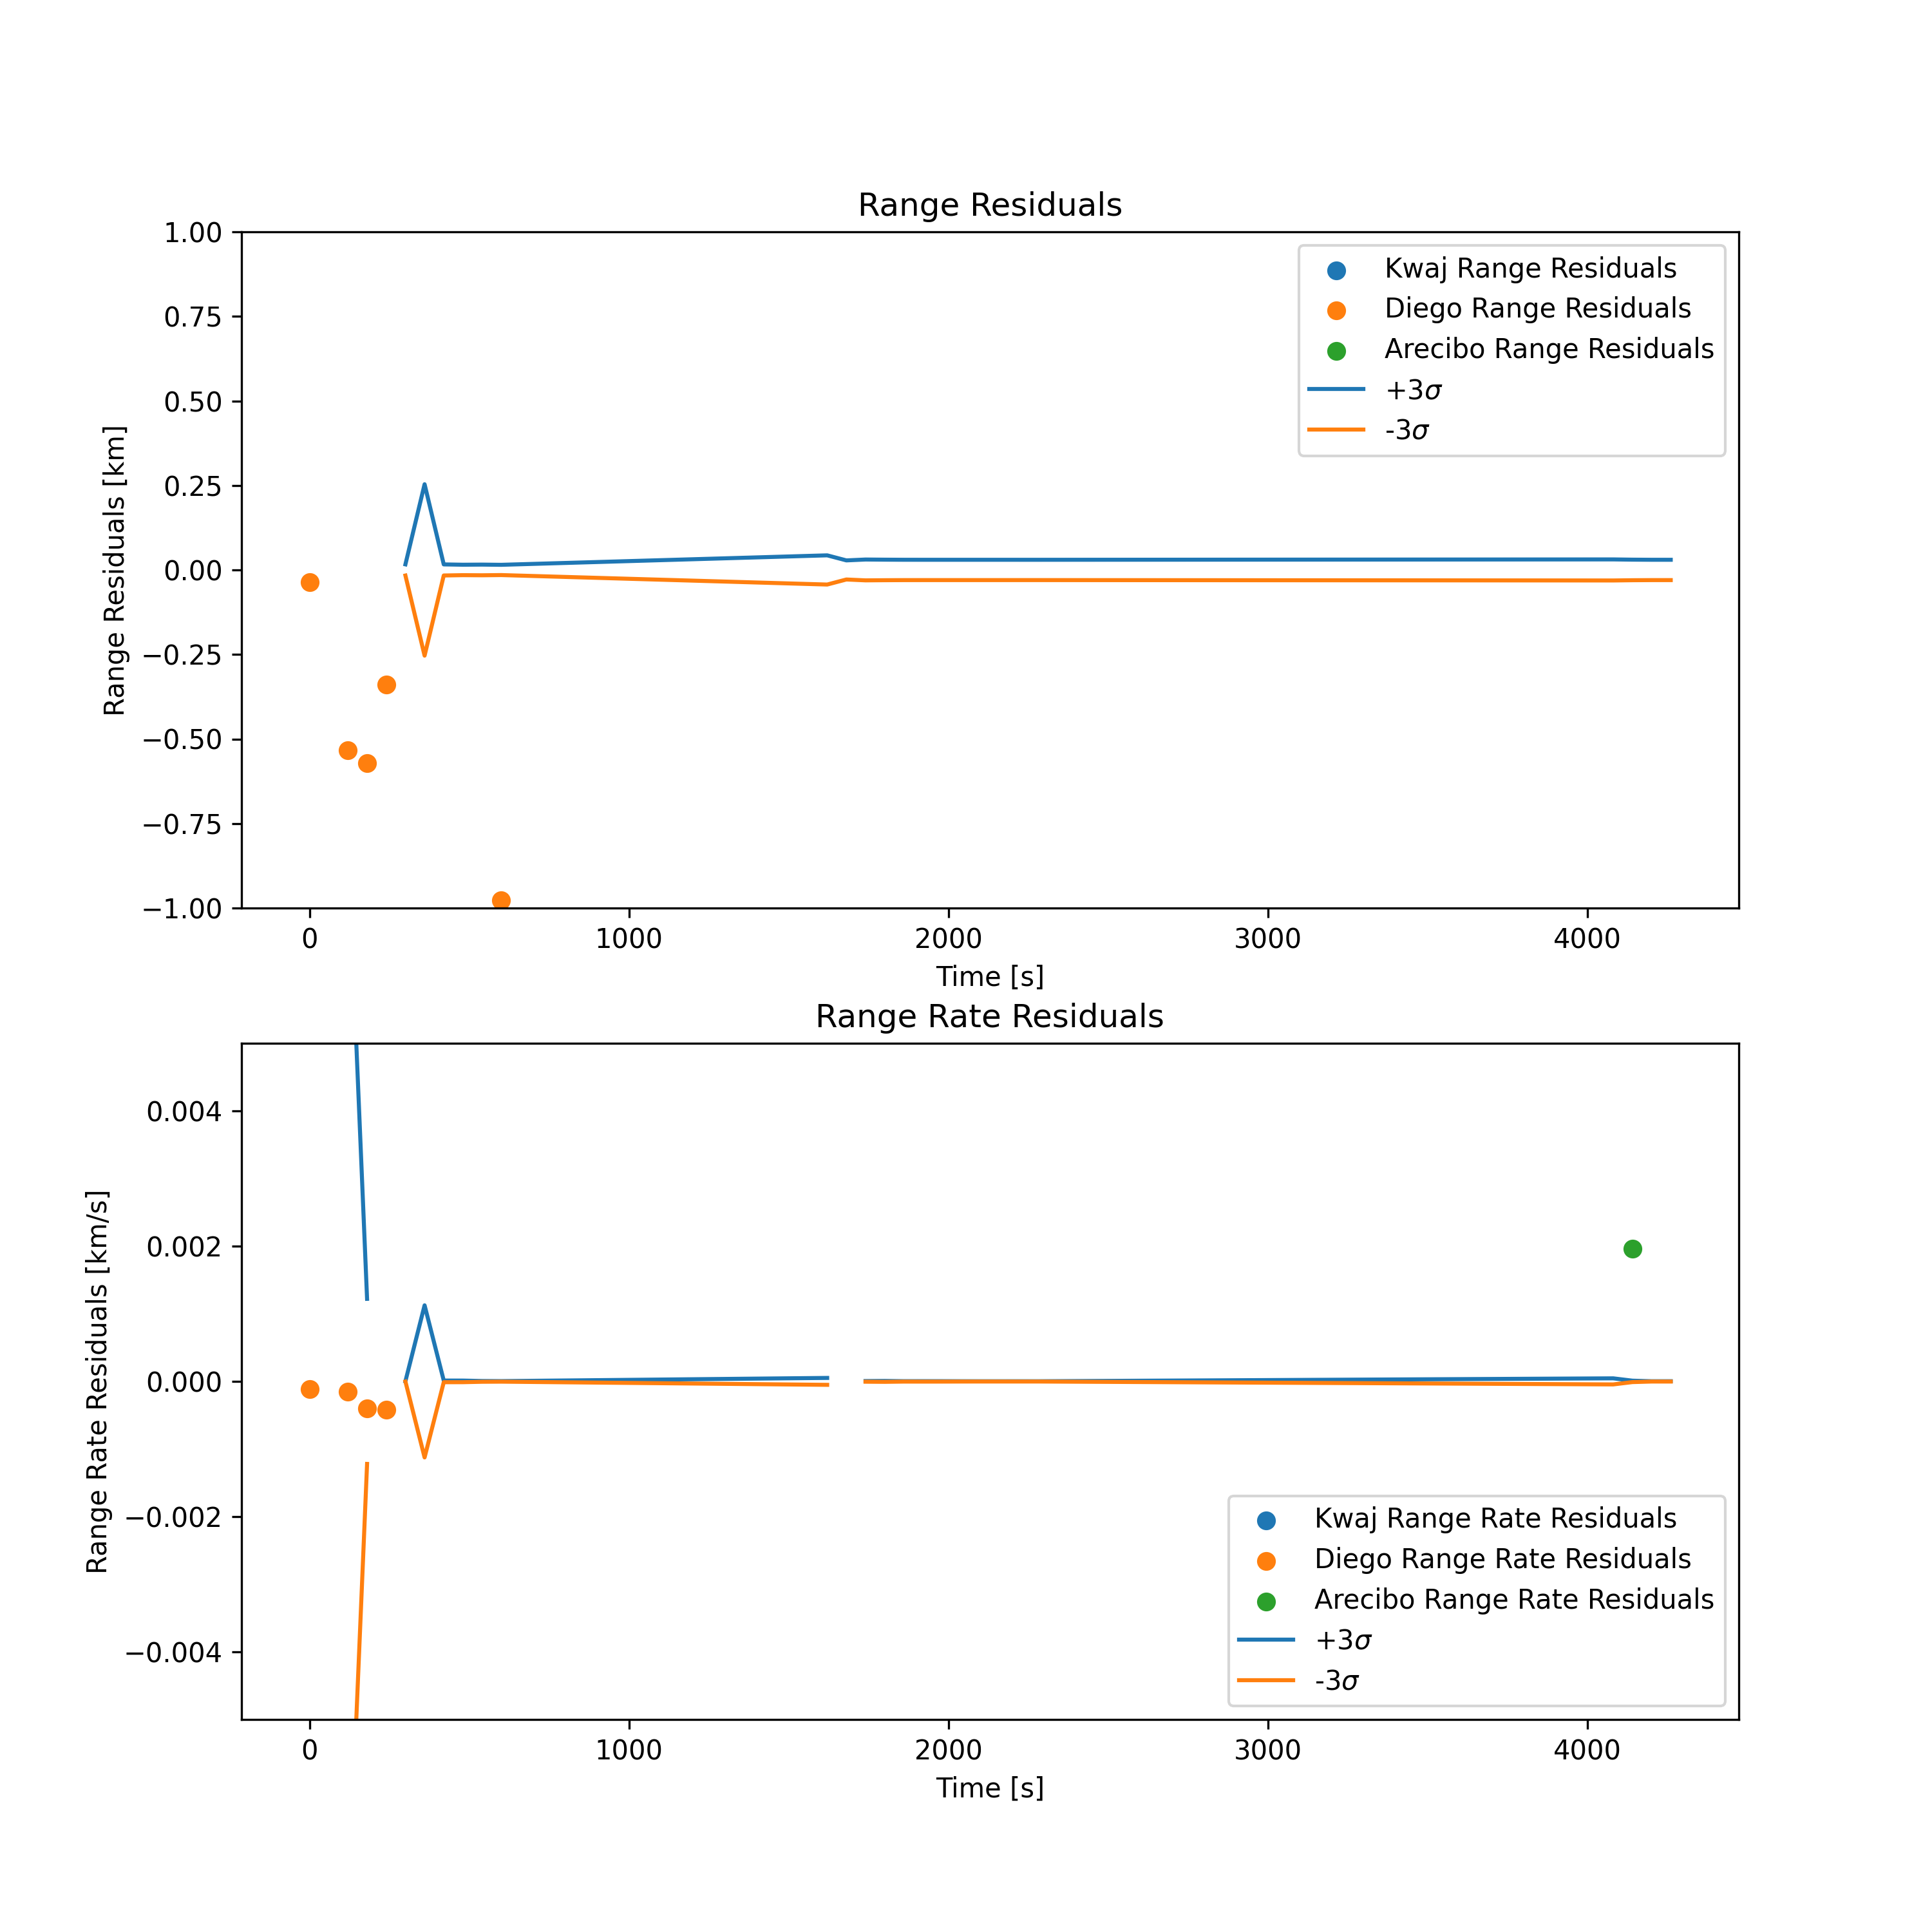 Range Residuals
1.00
0.75
0.50
0.25
0.00
−0.25
−0.50
−0.75
−1.00
Range Residuals [km]
Kwaj Range Residuals
Diego Range Residuals
Arecibo Range Residuals
+3σ
-3σ
0 1000 2000 3000 4000
Time [s]
Range Rate Residuals
0.004
0.002
0.000
−0.002
−0.004
Range Rate Residuals [km/s]
Kwaj Range Rate Residuals
Diego Range Rate Residuals
Arecibo Range Rate Residuals
+3σ
-3σ
0 1000 2000 3000 4000
Time [s]